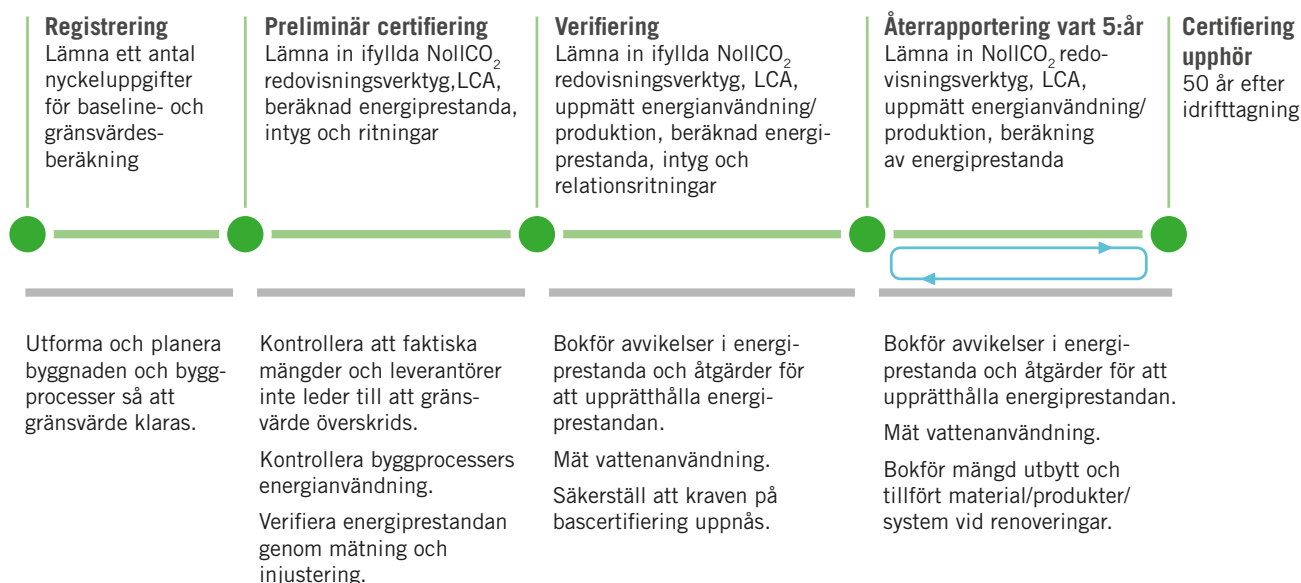 Registrering
Lämna ett antal
nyckeluppgifter
för baseline- och
gränsvärdes-
beräkning
Preliminär certifiering
Lämna in ifyllda NollCO₂
redovisningsverktyg,LCA,
beräknad energiprestanda,
intyg och ritningar
Verifiering
Lämna in ifyllda NollCO₂
redovisningsverktyg, LCA,
uppmätt energianvändning/
produktion, beräknad energi-
prestanda, intyg och
relationsritningar
Återrapportering vart 5:år
Lämna in NollCO₂ redo-
visningsverktyg, LCA,
uppmätt energianvändning/
produktion, beräkning
av energiprestanda
Certifiering
upphör
50 år efter
idrifttagning
Utforma och planera
byggnaden och bygg-
processer så att
gränsvärde klaras.
Kontrollera att faktiska
mängder och leverantörer
inte leder till att gräns-
värde överskrids.
Kontrollera byggprocessers
energianvändning.
Verifiera energiprestandan
genom mätning och
injustering.
Bokför avvikelser i energi-
prestanda och åtgärder för
att upprätthålla energi-
prestandan.
Mät vattenanvändning.
Säkerställ att kraven på
bascertifiering uppnås.
Bokför avvikelser i energi-
prestanda och åtgärder för att
upprätthålla energiprestandan.
Mät vattenanvändning.
Bokför mängd utbytt och
tillfört material/produkter/
system vid renoveringar.